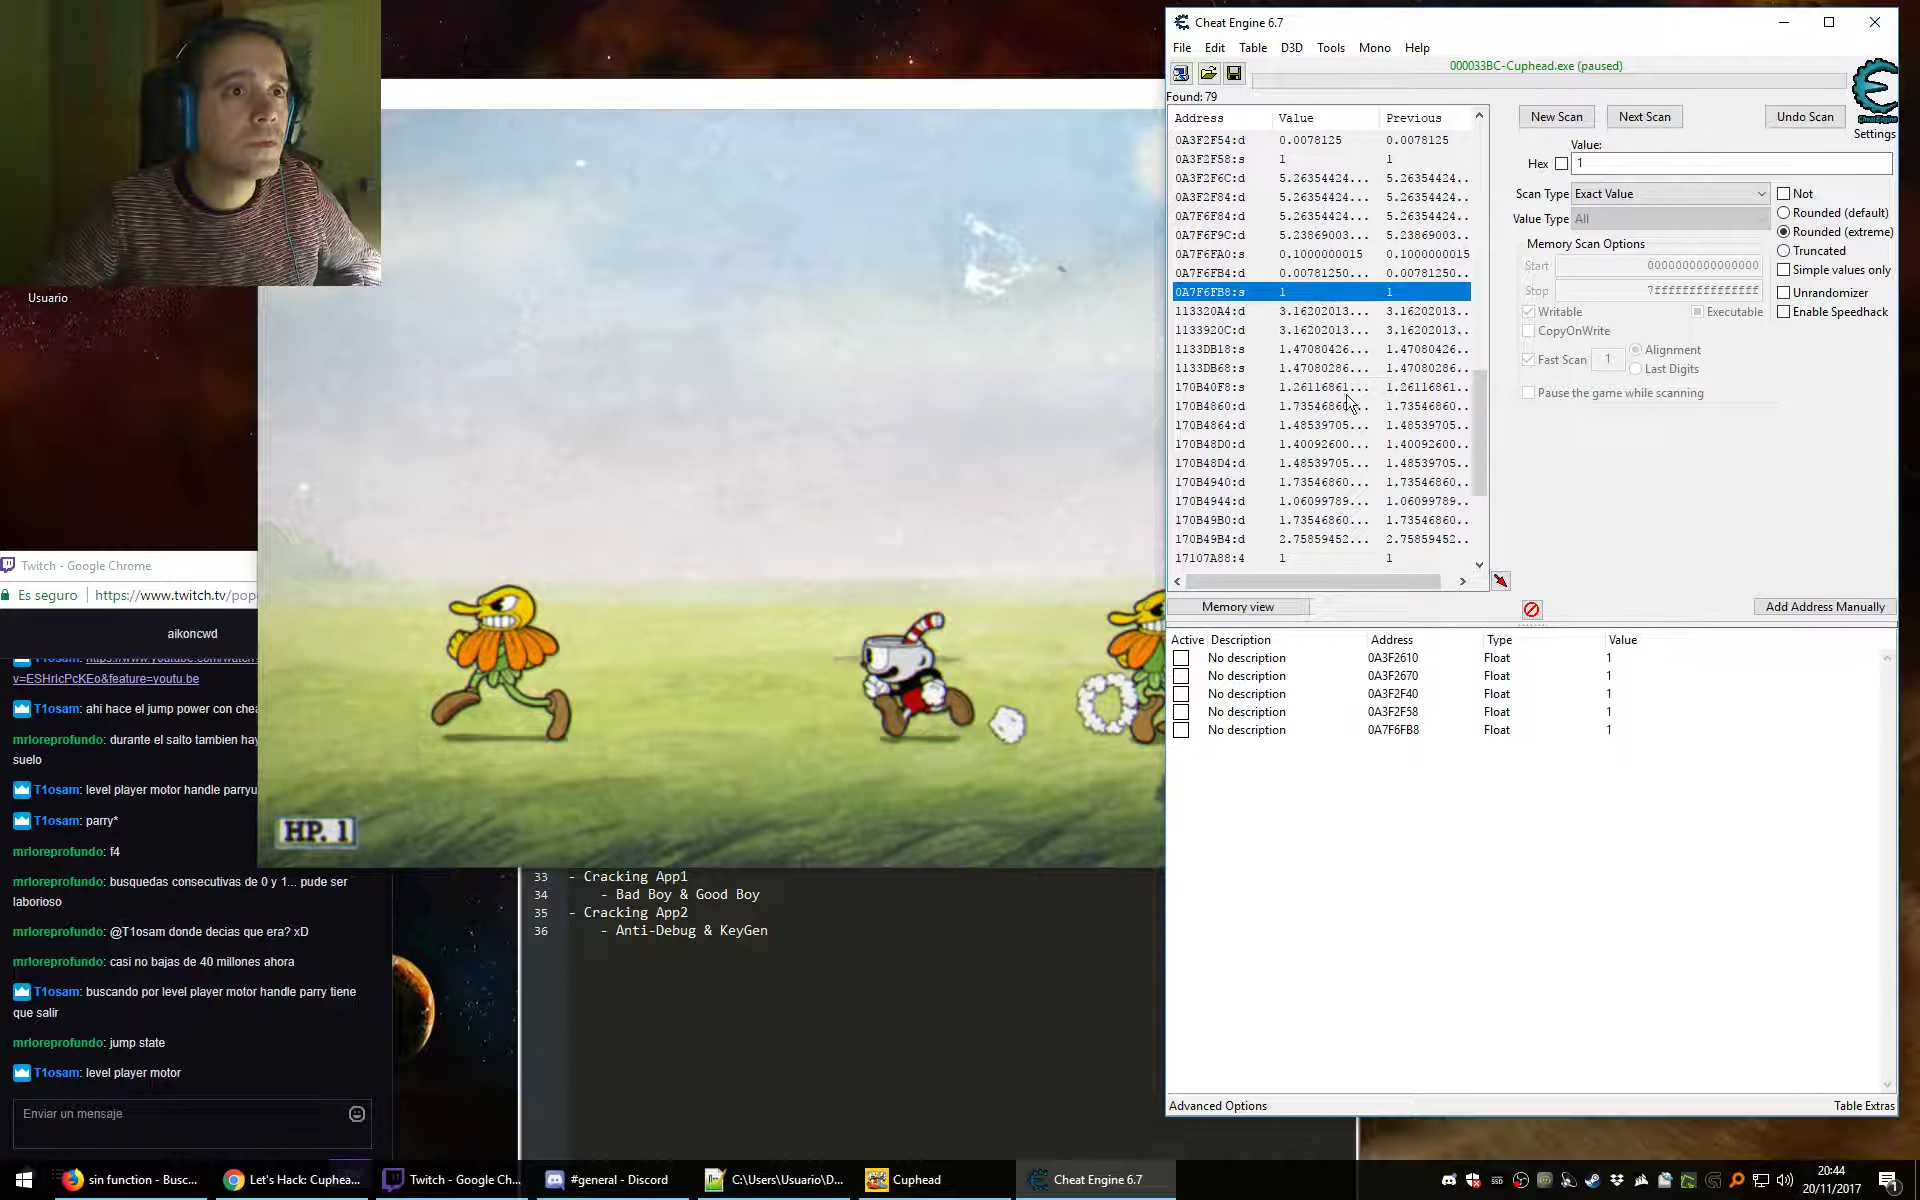 Usuario
Twitch - Google Chrome
Es seguro
https://www.twitch.tv/pop
aikoncwd
v=ESHrIcPcKEo&feature=youtu.be
T1osam: ahi hace el jump power con chea
mrloreprofundo: durante el salto tambien hay
suelo
T1osam: level player motor handle parryu
T1osam: parry*
mrloreprofundo: f4
mrloreprofundo: busquedas consecutivas de 0 y 1... pude ser
laborioso
mrloreprofundo: @T1osam donde decias que era? xD
mrloreprofundo: casi no bajas de 40 millones ahora
T1osam: buscando por level player motor handle parry tiene
que salir
mrloreprofundo: jump state
T1osam: level player motor
Enviar un mensaje
HP. 1
33 - Cracking App1
34 - Bad Boy & Good Boy
35 - Cracking App2
36 - Anti-Debug & KeyGen
Cheat Engine 6.7
File Edit Table D3D Tools Mono Help
000033BC-Cuphead.exe (paused)
Found: 79
Address Value Previous
0A3F2F54:d 0.0078125 0.0078125
0A3F2F58:s 1 1
0A3F2F6C:d 5.26354424... 5.26354424..
0A3F2F84:d 5.26354424... 5.26354424..
0A7F6F84:d 5.26354424... 5.26354424..
0A7F6F9C:d 5.23869003... 5.23869003..
0A7F6FA0:s 0.1000000015 0.1000000015
0A7F6FB4:d 0.00781250... 0.00781250..
0A7F6FB8:s 1 1
113320A4:d 3.16202013... 3.16202013..
1133920C:d 3.16202013... 3.16202013..
1133DB18:s 1.47080426... 1.47080426..
1133DB68:s 1.47080286... 1.47080286..
170B40F8:s 1.26116861... 1.26116861..
170B4860:d 1.73546860... 1.73546860..
170B4864:d 1.48539705... 1.48539705..
170B48D0:d 1.40092600... 1.40092600..
170B48D4:d 1.48539705... 1.48539705..
170B4940:d 1.73546860... 1.73546860..
170B4944:d 1.06099789... 1.06099789..
170B49B0:d 1.73546860... 1.73546860..
170B49B4:d 2.75859452... 2.75859452..
17107A88:4 1 1
New Scan Next Scan Undo Scan
Settings
Value:
Hex 1
Scan Type Exact Value
Value Type All
Not
Rounded (default)
Rounded (extreme)
Truncated
Simple values only
Unrandomizer
Enable Speedhack
Memory Scan Options
Start 0000000000000000
Stop 7fffffffffffffff
Writable Executable
CopyOnWrite
Fast Scan 1 Alignment
Last Digits
Pause the game while scanning
Memory view
Add Address Manually
Active Description Address Type Value
No description 0A3F2610 Float 1
No description 0A3F2670 Float 1
No description 0A3F2F40 Float 1
No description 0A3F2F58 Float 1
No description 0A7F6FB8 Float 1
Advanced Options
Table Extras
sin function - Busc...
Let's Hack: Cuphea...
Twitch - Google Ch...
#general - Discord
C:\Users\Usuario\D...
Cuphead
Cheat Engine 6.7
20:44
20/11/2017